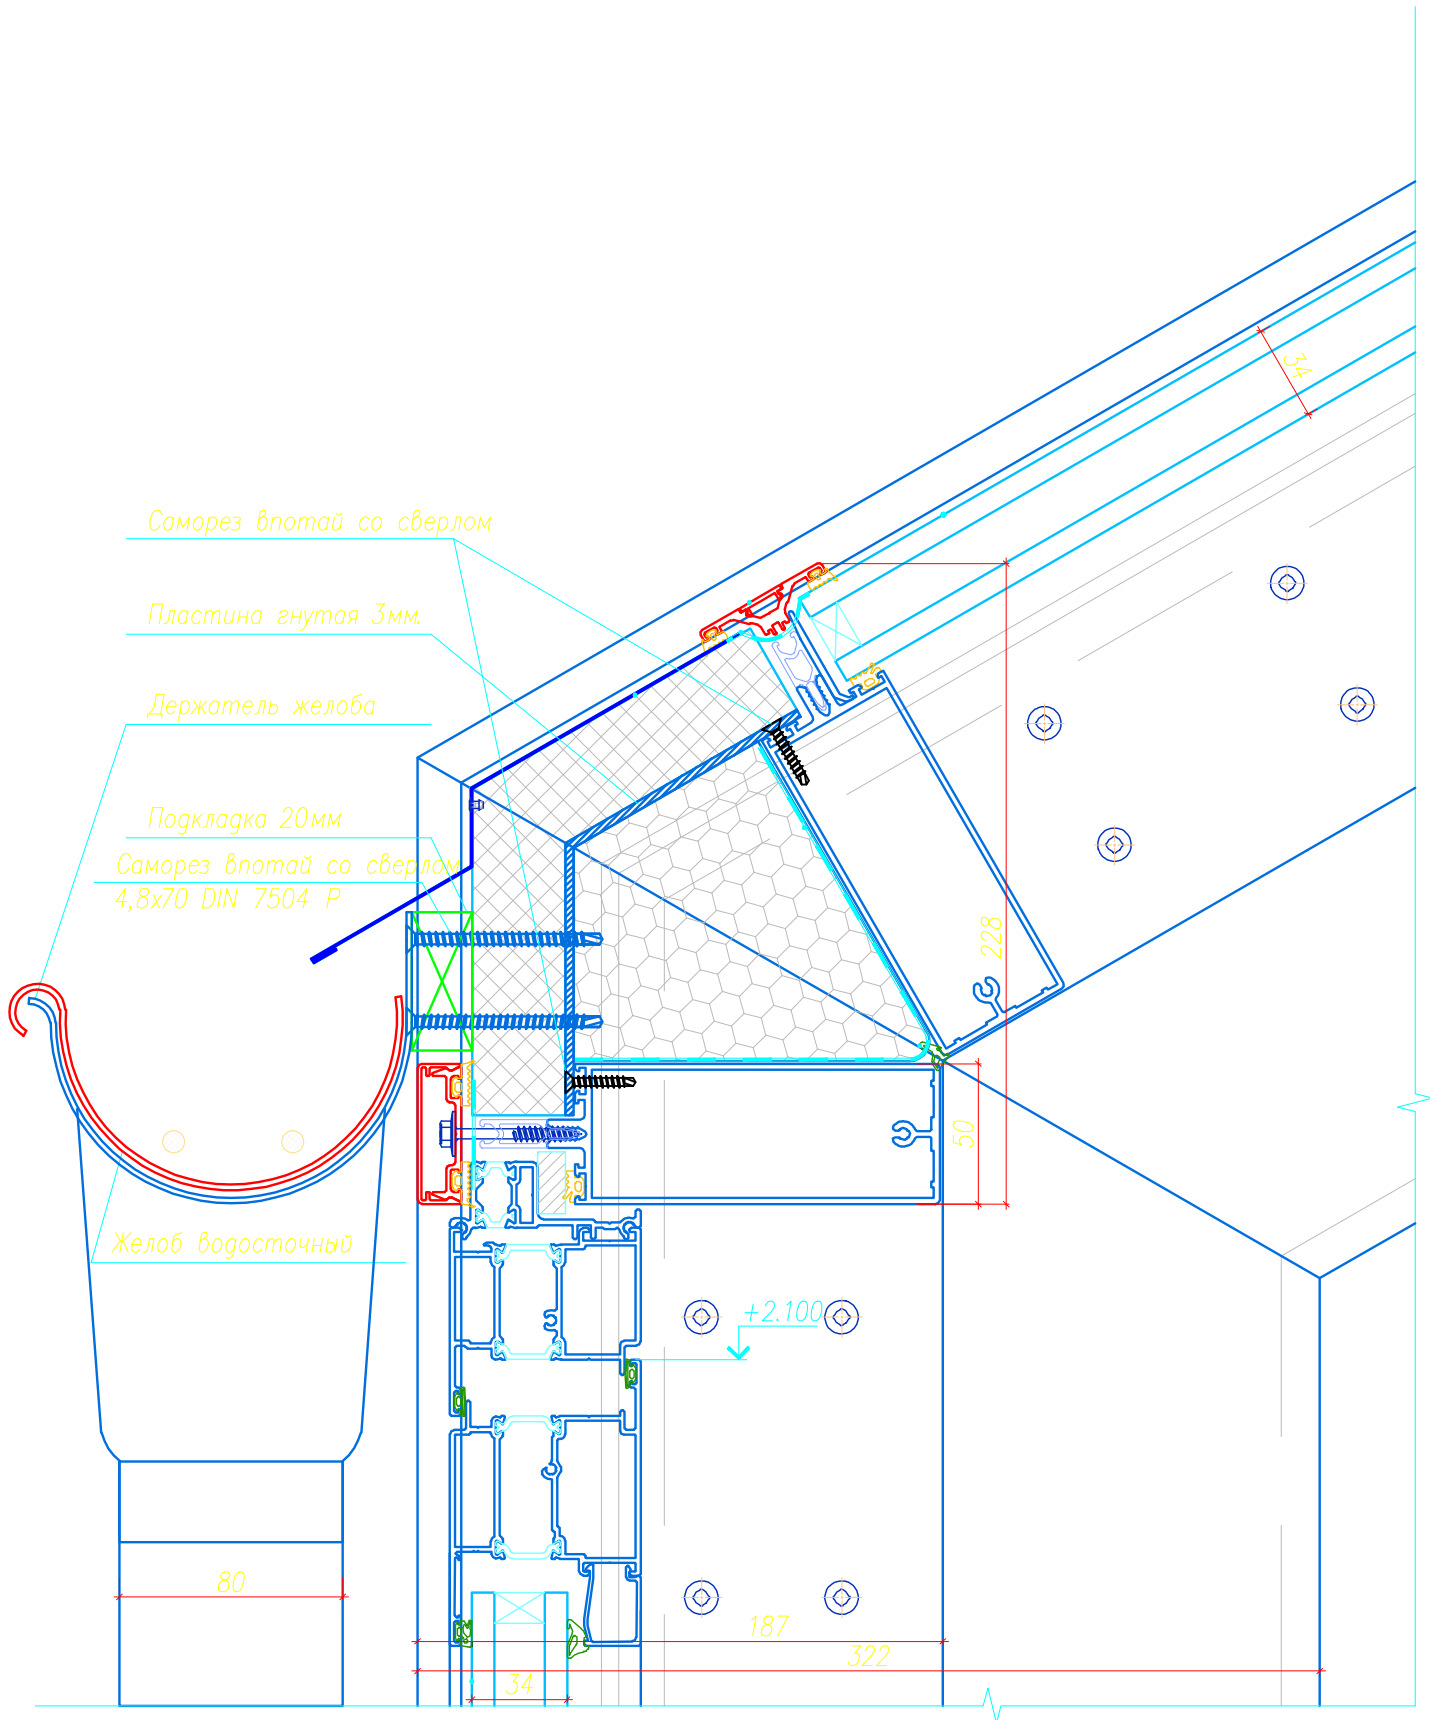 34
Саморез впотай со сверлом
Пластина гнутая 3мм.
Держатель желоба
Подкладка 20мм
Саморез впотай со сверлом
4,8х70 DIN 7504 P
228
50
Желоб водосточный
+2.100
80
187
322
34